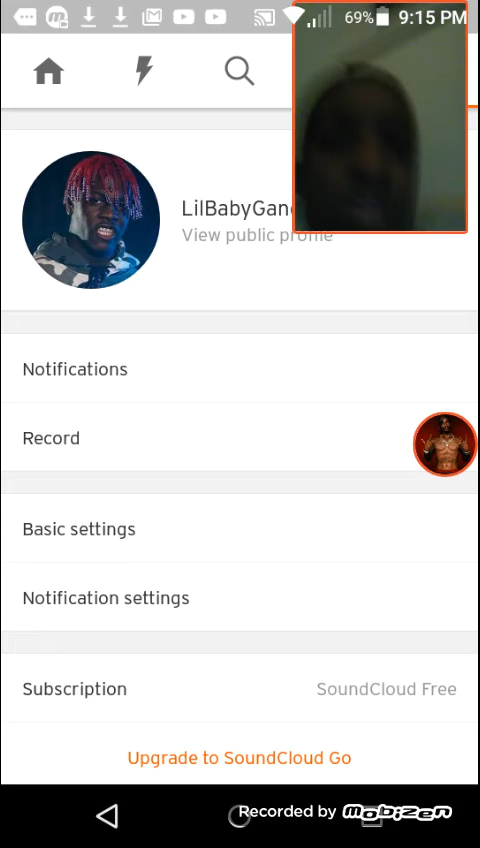 69% 9:15 PM
LilBabyGan
View public profile
Notifications
Record
Basic settings
Notification settings
Subscription SoundCloud Free
Upgrade to SoundCloud Go
Recorded by mobizen